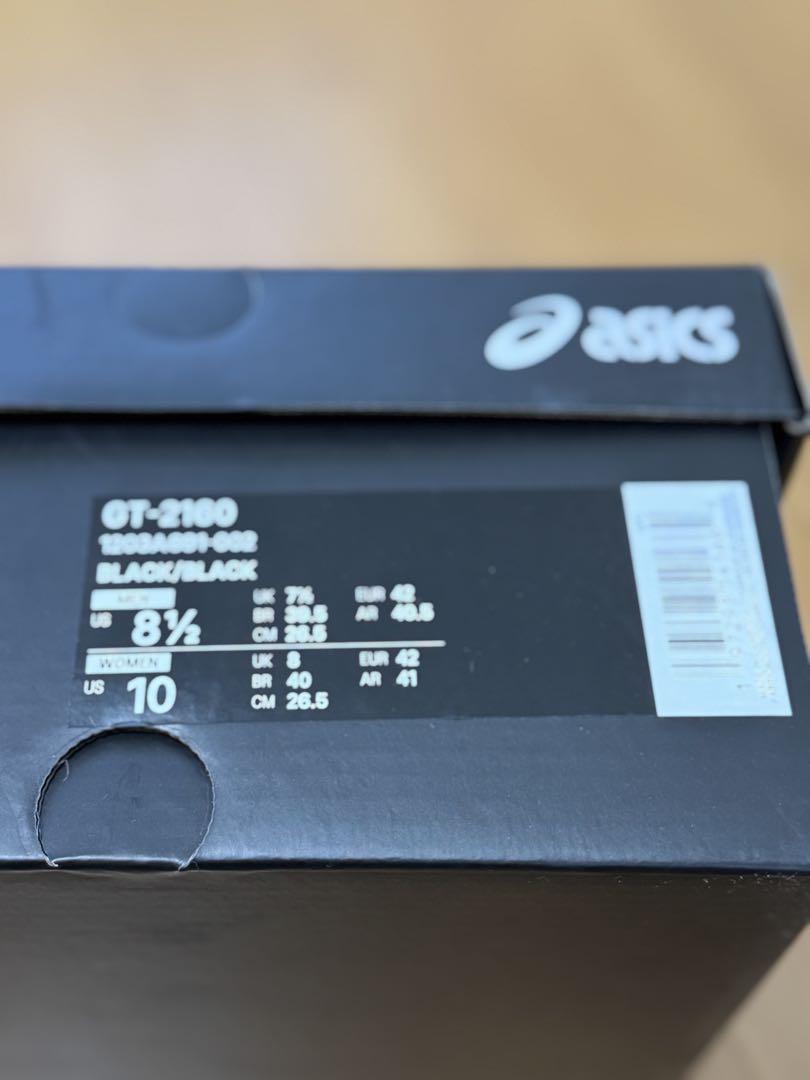 asics
GT-2160
BLACK/BLACK
MEN
US 8½
UK 7½ EUR 42
BR 39.5 AR 40.5
CM 26.5
WOMEN
US 10
UK 8 EUR 42
BR 40 AR 41
CM 26.5